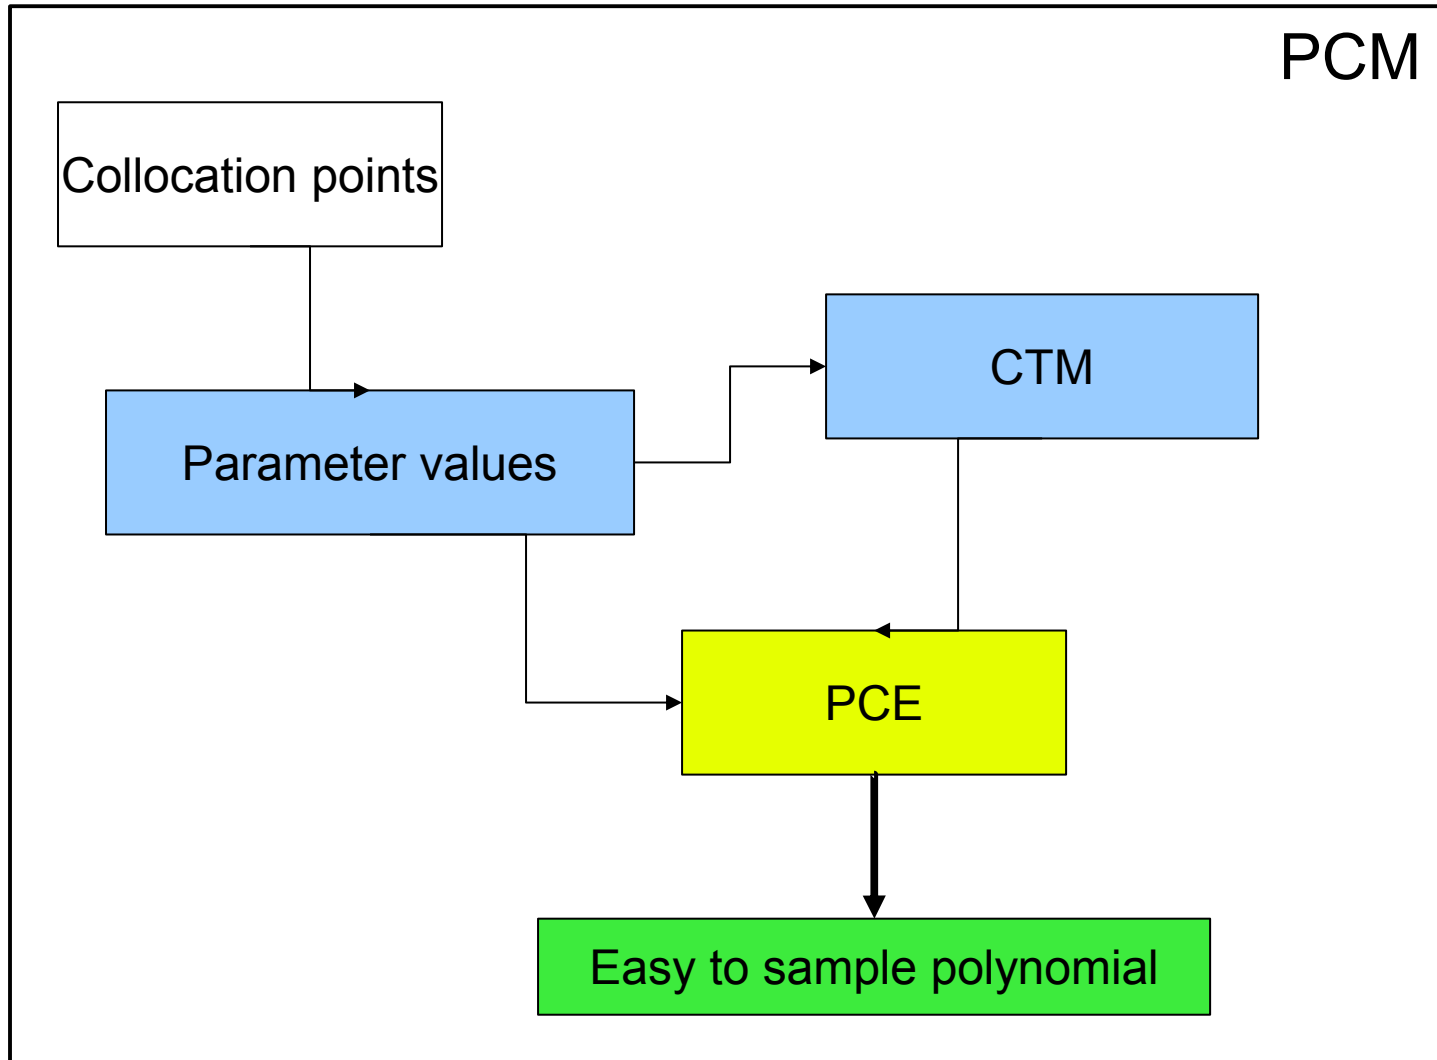 PCM
Collocation points
CTM
Parameter values
PCE
Easy to sample polynomial